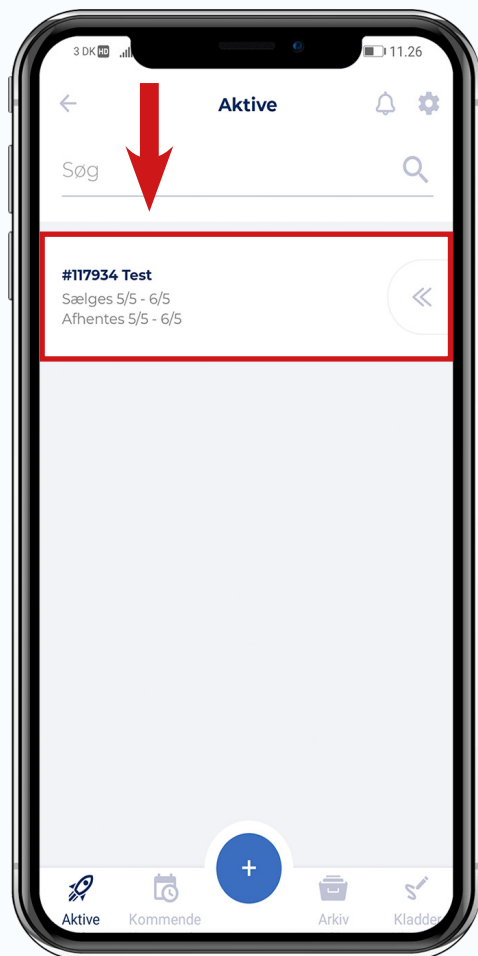 3 DK HD 11.26
Aktive
Søg
#117934 Test
Sælges 5/5 - 6/5
Afhentes 5/5 - 6/5
+
Aktive Kommende Arkiv Kladder